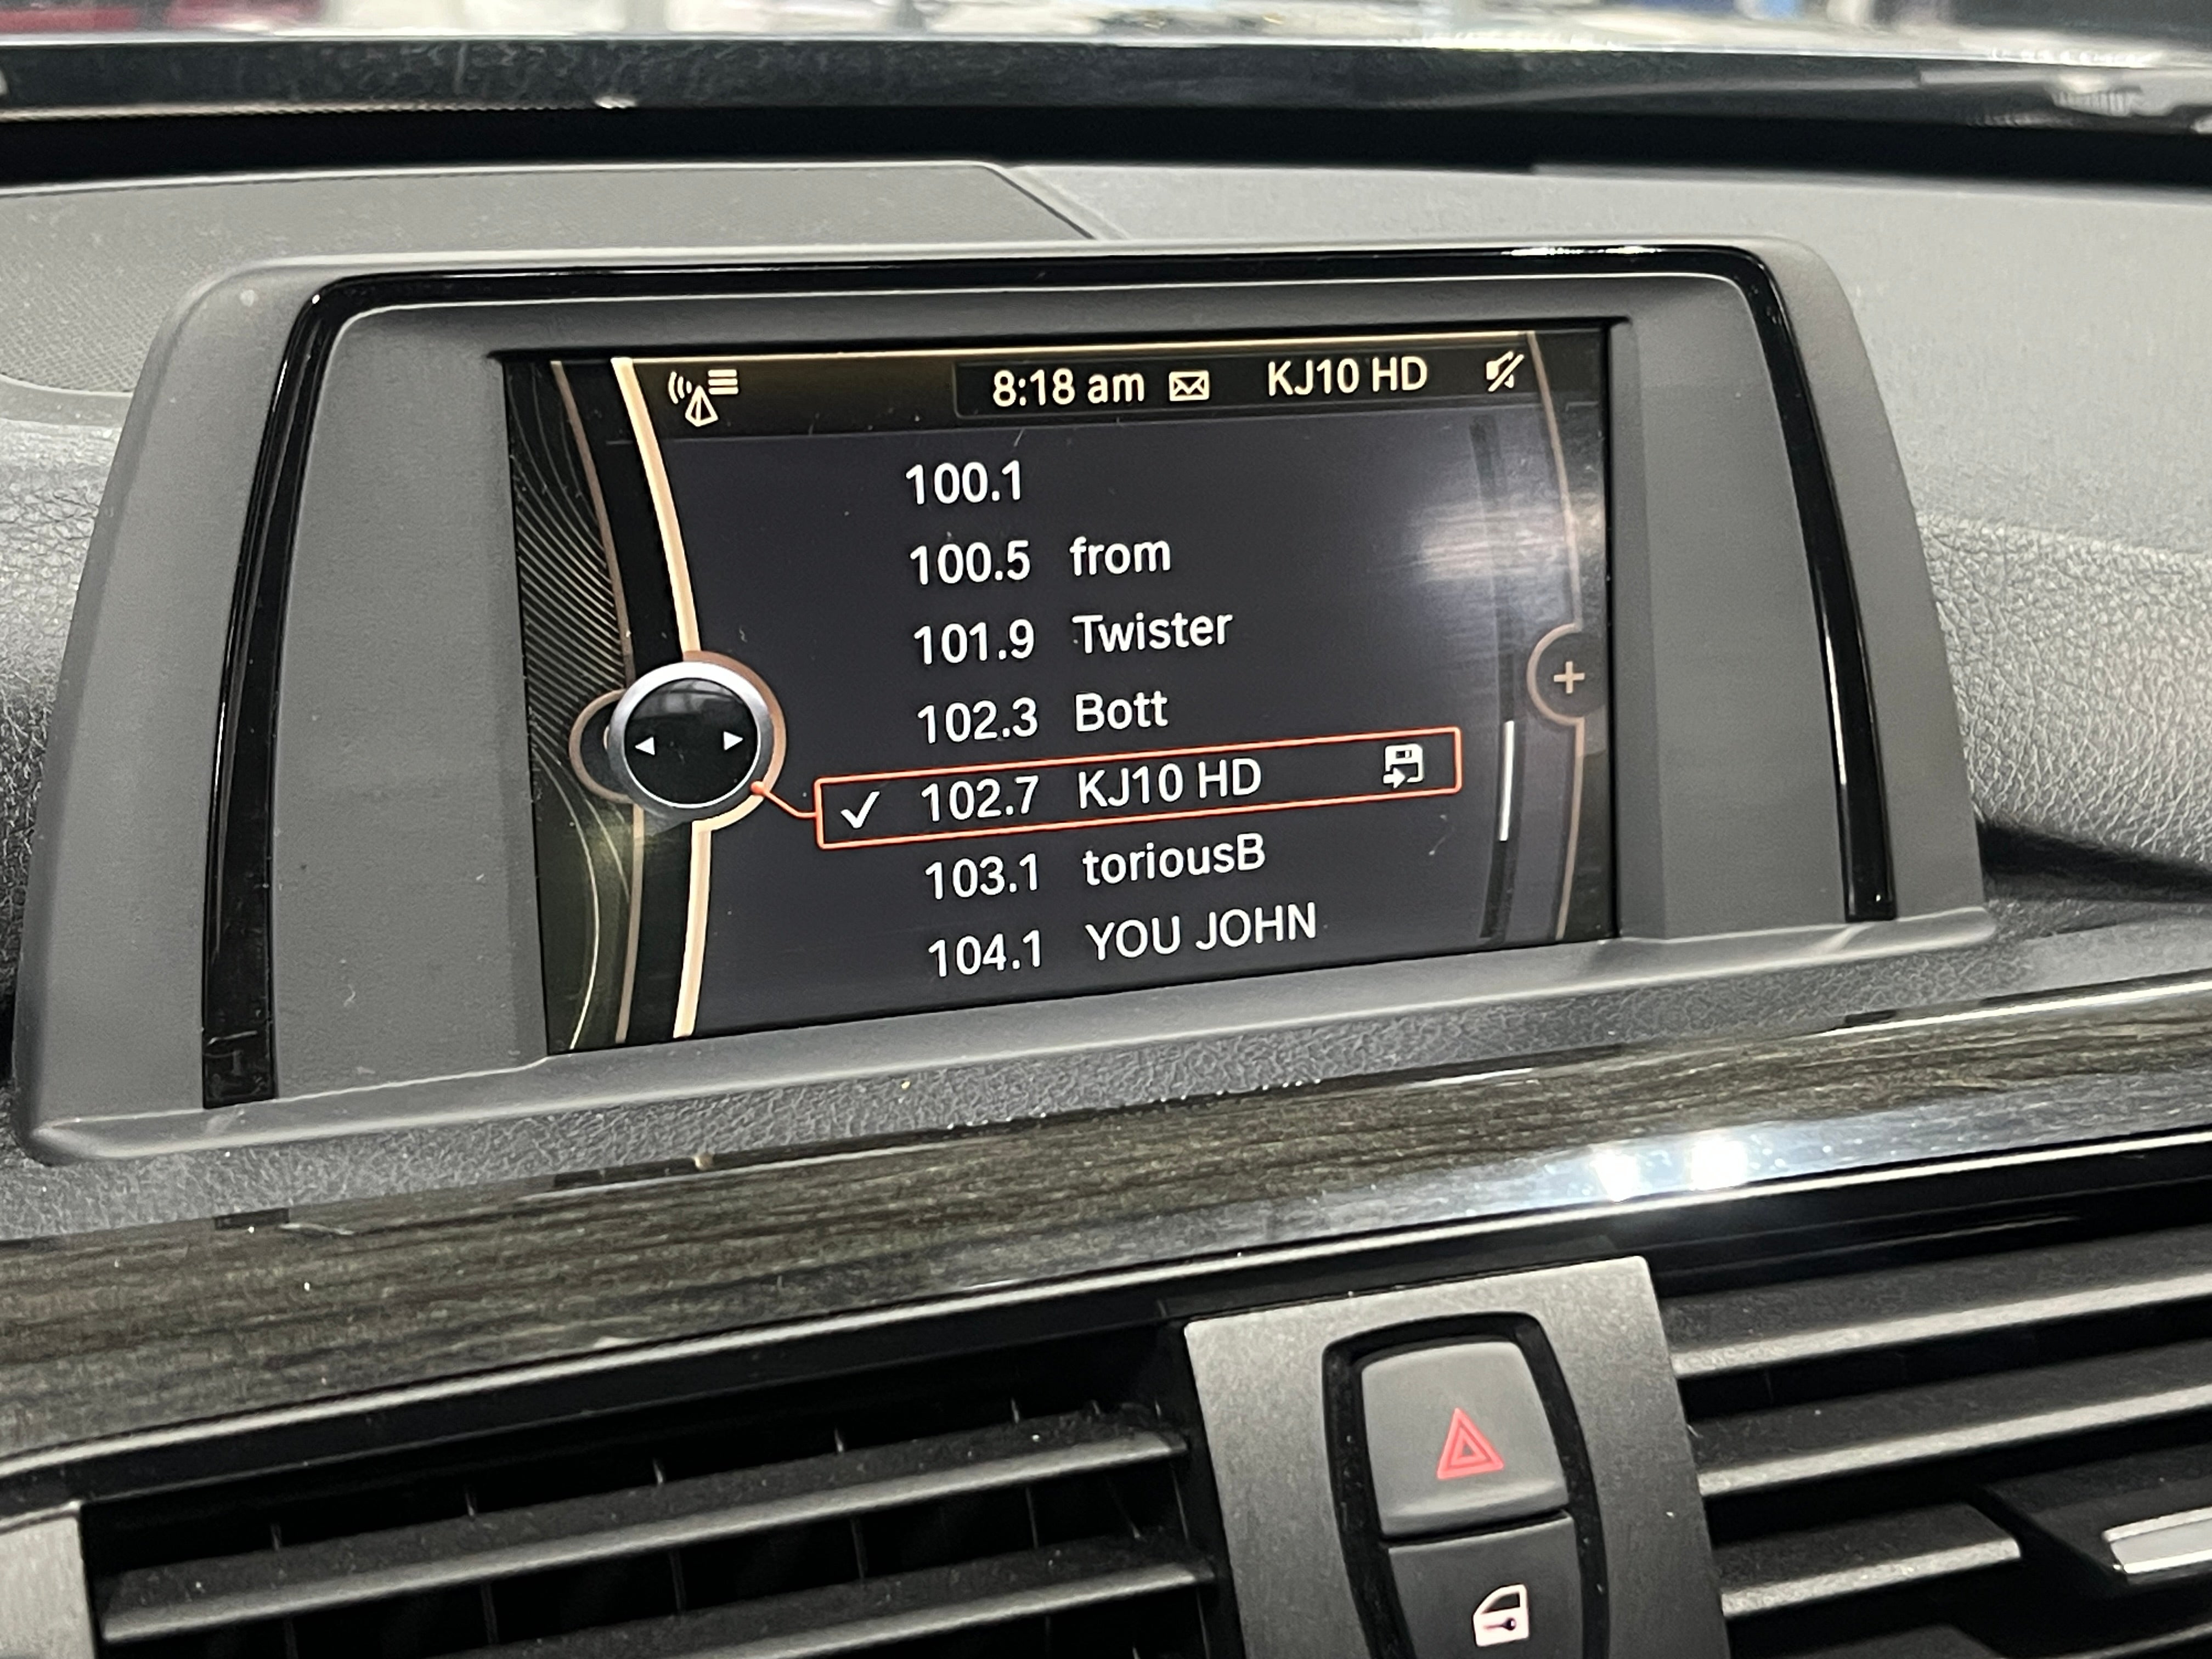 8:18 am KJ10 HD
100.1
100.5 from
101.9 Twister
102.3 Bott
102.7 KJ10 HD
103.1 toriousB
104.1 YOU JOHN